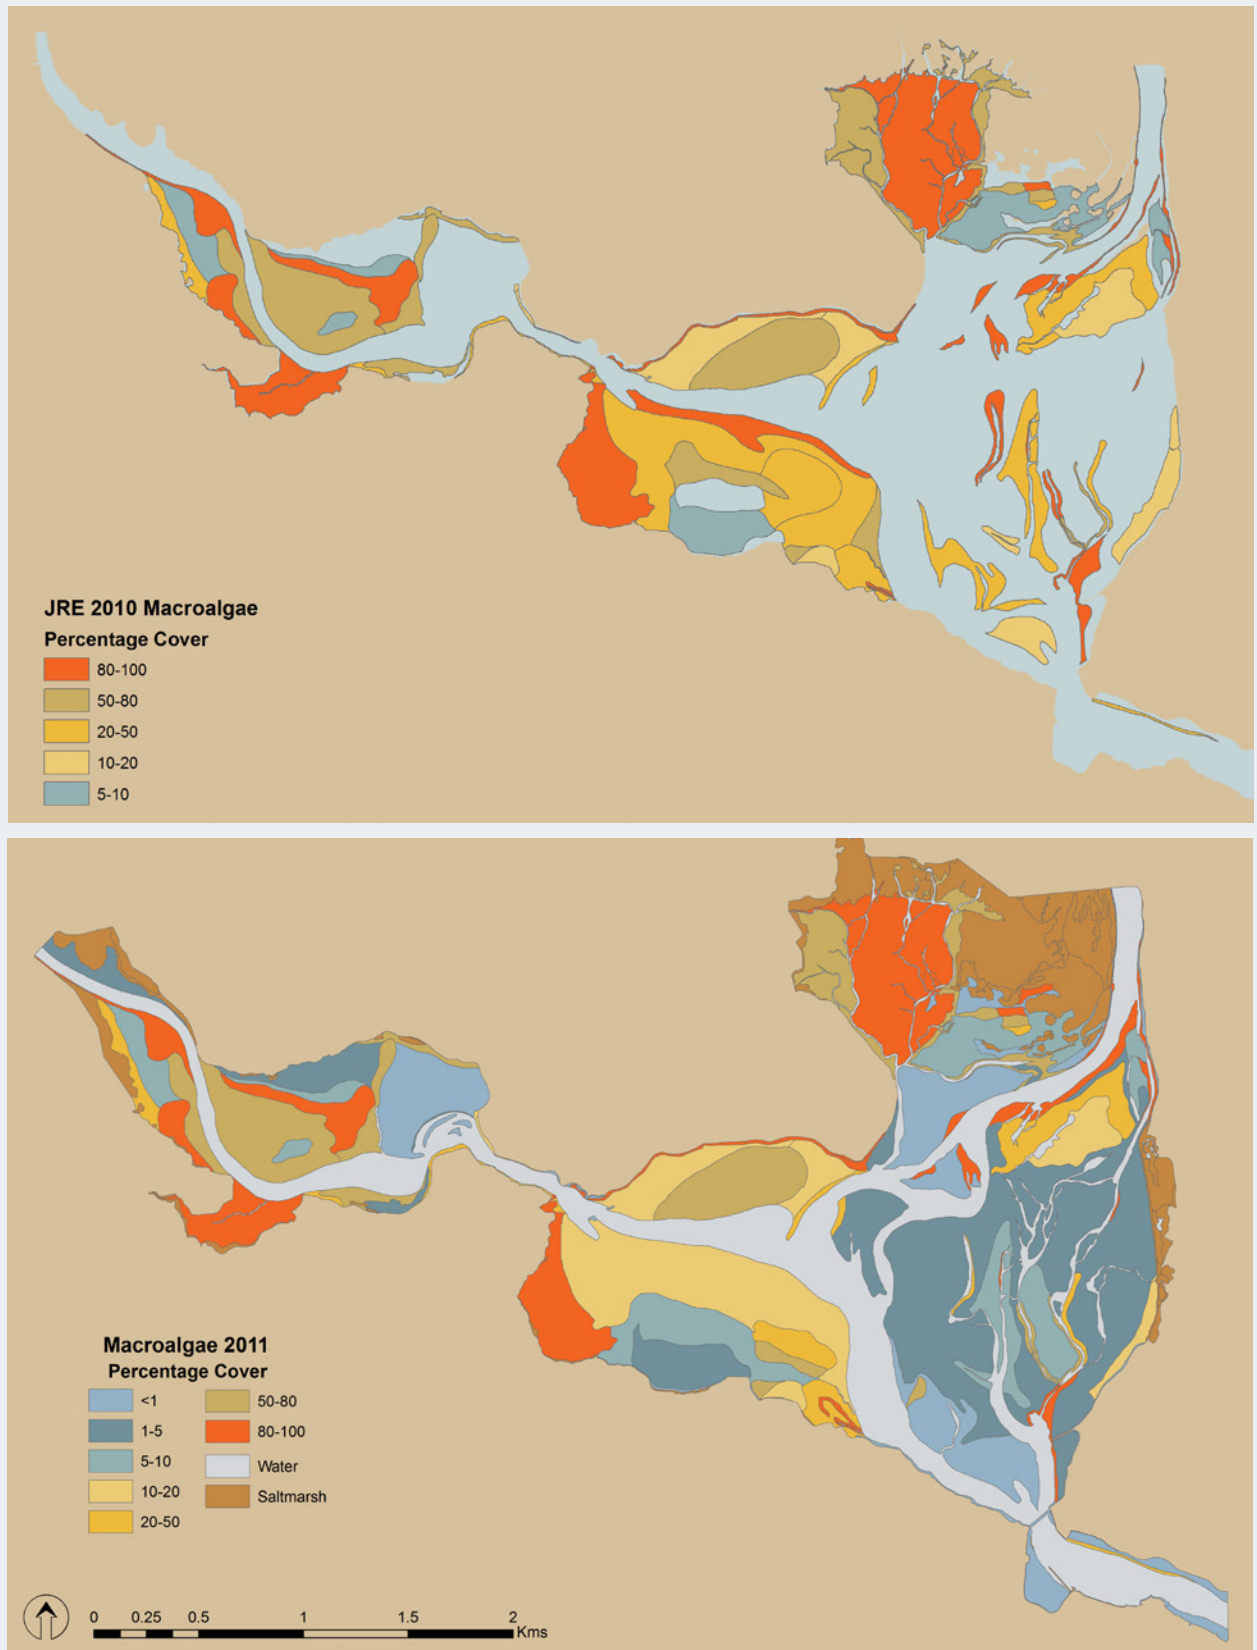 JRE 2010 Macroalgae
Percentage Cover
80-100
50-80
20-50
10-20
5-10
Macroalgae 2011
Percentage Cover
<1
1-5
5-10
10-20
20-50
50-80
80-100
Water
Saltmarsh
0 0.25 0.5 1 1.5 2
Kms